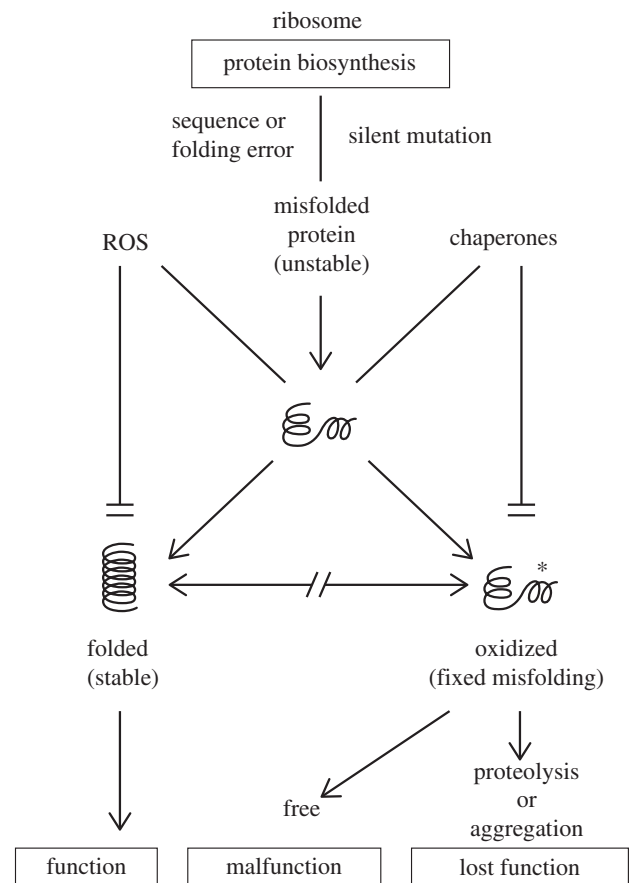 ribosome
protein biosynthesis
sequence or
folding error
silent mutation
misfolded
protein
(unstable)
ROS
chaperones
*
folded
(stable)
oxidized
(fixed misfolding)
free
proteolysis
or
aggregation
function
malfunction
lost function